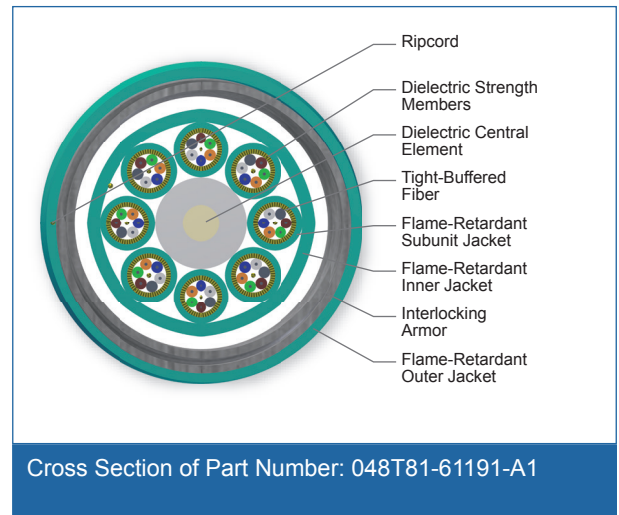 Ripcord
Dielectric Strength
Members
Dielectric Central
Element
Tight-Buffered
Fiber
Flame-Retardant
Subunit Jacket
Flame-Retardant
Inner Jacket
Interlocking
Armor
Flame-Retardant
Outer Jacket
Cross Section of Part Number: 048T81-61191-A1